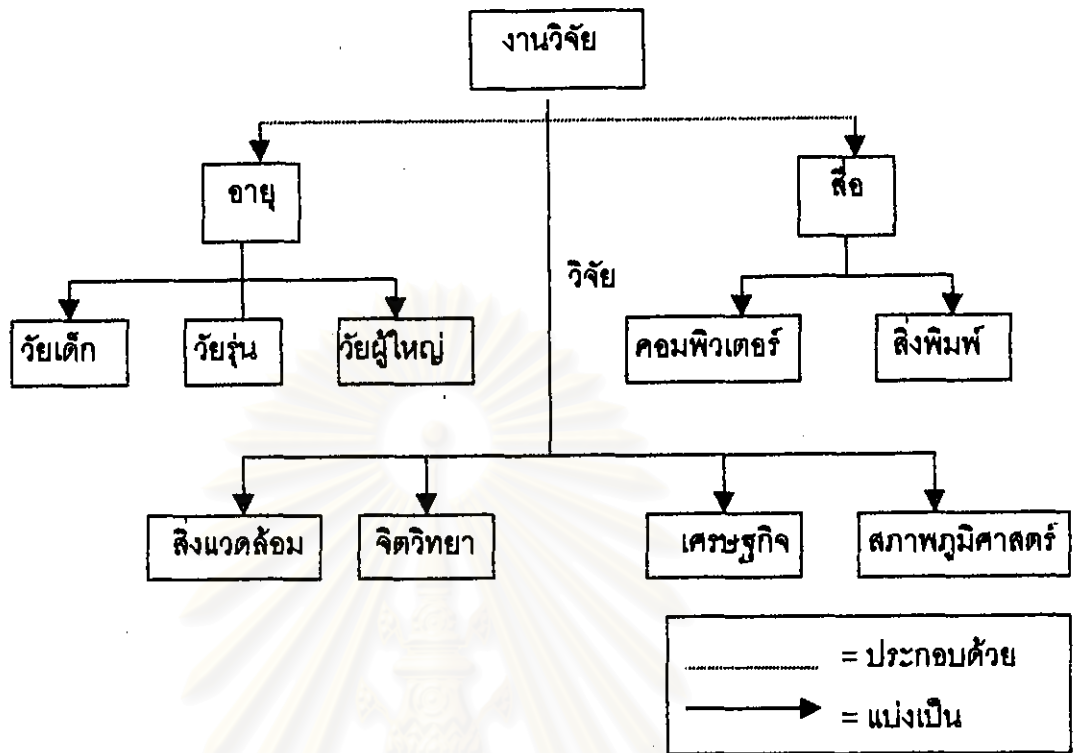 งานวิจัย
อายุ
สื่อ
วิจัย
วัยเด็ก
วัยรุ่น
วัยผู้ใหญ่
คอมพิวเตอร์
สิ่งพิมพ์
สิ่งแวดล้อม
จิตวิทยา
เศรษฐกิจ
สภาพภูมิศาสตร์
= ประกอบด้วย
= แบ่งเป็น